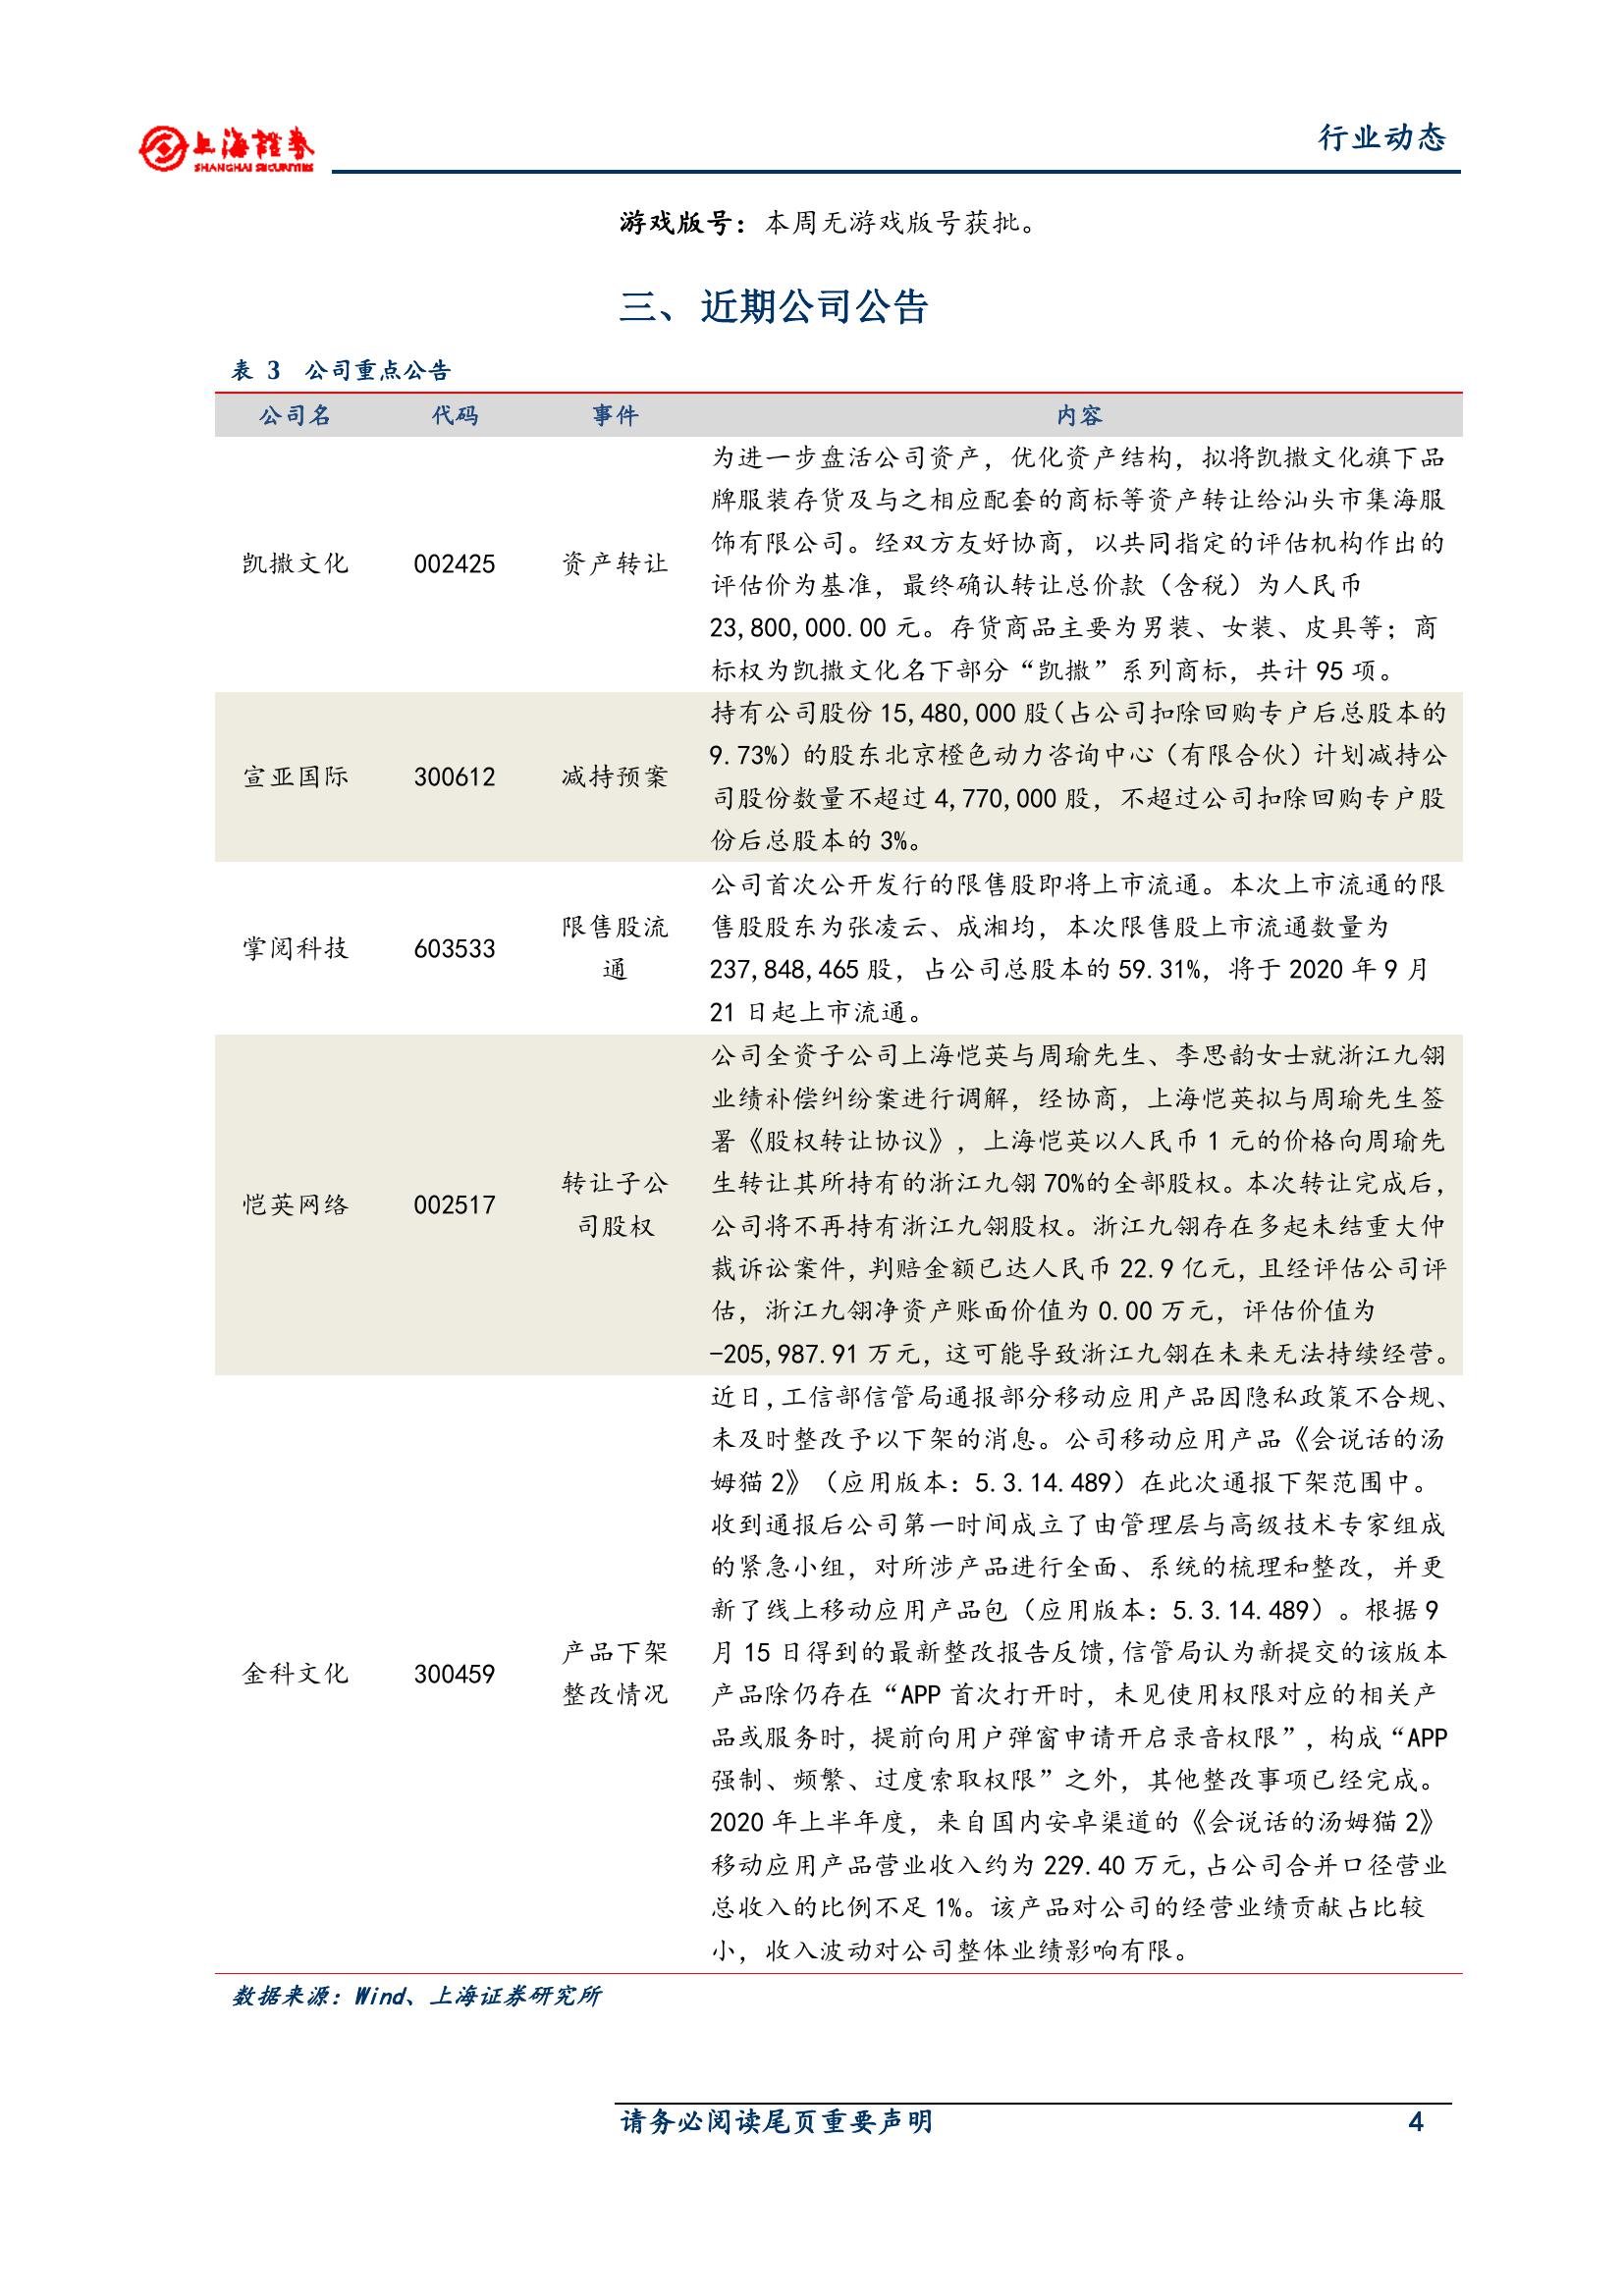 上海證券
SHANGHAI SECURITIES
行业动态
游戏版号：本周无游戏版号获批。
三、近期公司公告
表 3 公司重点公告
公司名 代码 事件 内容
为进一步盘活公司资产，优化资产结构，拟将凯撒文化旗下品
牌服装存货及与之相应配套的商标等资产转让给汕头市集海服
饰有限公司。经双方友好协商，以共同指定的评估机构作出的
凯撒文化 002425 资产转让
评估价为基准，最终确认转让总价款（含税）为人民币
23,800,000.00 元。存货商品主要为男装、女装、皮具等；商
标权为凯撒文化名下部分“凯撒”系列商标，共计 95 项。
持有公司股份 15,480,000 股（占公司扣除回购专户后总股本的
9.73%）的股东北京橙色动力咨询中心（有限合伙）计划减持公
宣亚国际 300612 减持预案
司股份数量不超过 4,770,000 股，不超过公司扣除回购专户股
份后总股本的 3%。
公司首次公开发行的限售股即将上市流通。本次上市流通的限
售股股东为张凌云、成湘均，本次限售股上市流通数量为
掌阅科技 603533 限售股流
通
237,848,465 股，占公司总股本的 59.31%，将于 2020 年 9 月
21 日起上市流通。
公司全资子公司上海恺英与周瑜先生、李思韵女士就浙江九翎
业绩补偿纠纷案进行调解，经协商，上海恺英拟与周瑜先生签
署《股权转让协议》，上海恺英以人民币 1 元的价格向周瑜先
生转让其所持有的浙江九翎 70%的全部股权。本次转让完成后，
恺英网络 002517 转让子公
司股权
公司将不再持有浙江九翎股权。浙江九翎存在多起未结重大仲
裁诉讼案件，判赔金额已达人民币 22.9 亿元，且经评估公司评
估，浙江九翎净资产账面价值为 0.00 万元，评估价值为
-205,987.91 万元，这可能导致浙江九翎在未来无法持续经营。
近日，工信部信管局通报部分移动应用产品因隐私政策不合规、
未及时整改予以下架的消息。公司移动应用产品《会说话的汤
姆猫 2》（应用版本：5.3.14.489）在此次通报下架范围中。
收到通报后公司第一时间成立了由管理层与高级技术专家组成
的紧急小组，对所涉产品进行全面、系统的梳理和整改，并更
新了线上移动应用产品包（应用版本：5.3.14.489）。根据 9
金科文化 300459 产品下架
整改情况
月 15 日得到的最新整改报告反馈，信管局认为新提交的该版本
产品除仍存在“APP 首次打开时，未见使用权限对应的相关产
品或服务时，提前向用户弹窗申请开启录音权限”，构成“APP
强制、频繁、过度索取权限”之外，其他整改事项已经完成。
2020 年上半年度，来自国内安卓渠道的《会说话的汤姆猫 2》
移动应用产品营业收入约为 229.40 万元，占公司合并口径营业
总收入的比例不足 1%。该产品对公司的经营业绩贡献占比较
小，收入波动对公司整体业绩影响有限。
数据来源：Wind、上海证券研究所
请务必阅读尾页重要声明 4